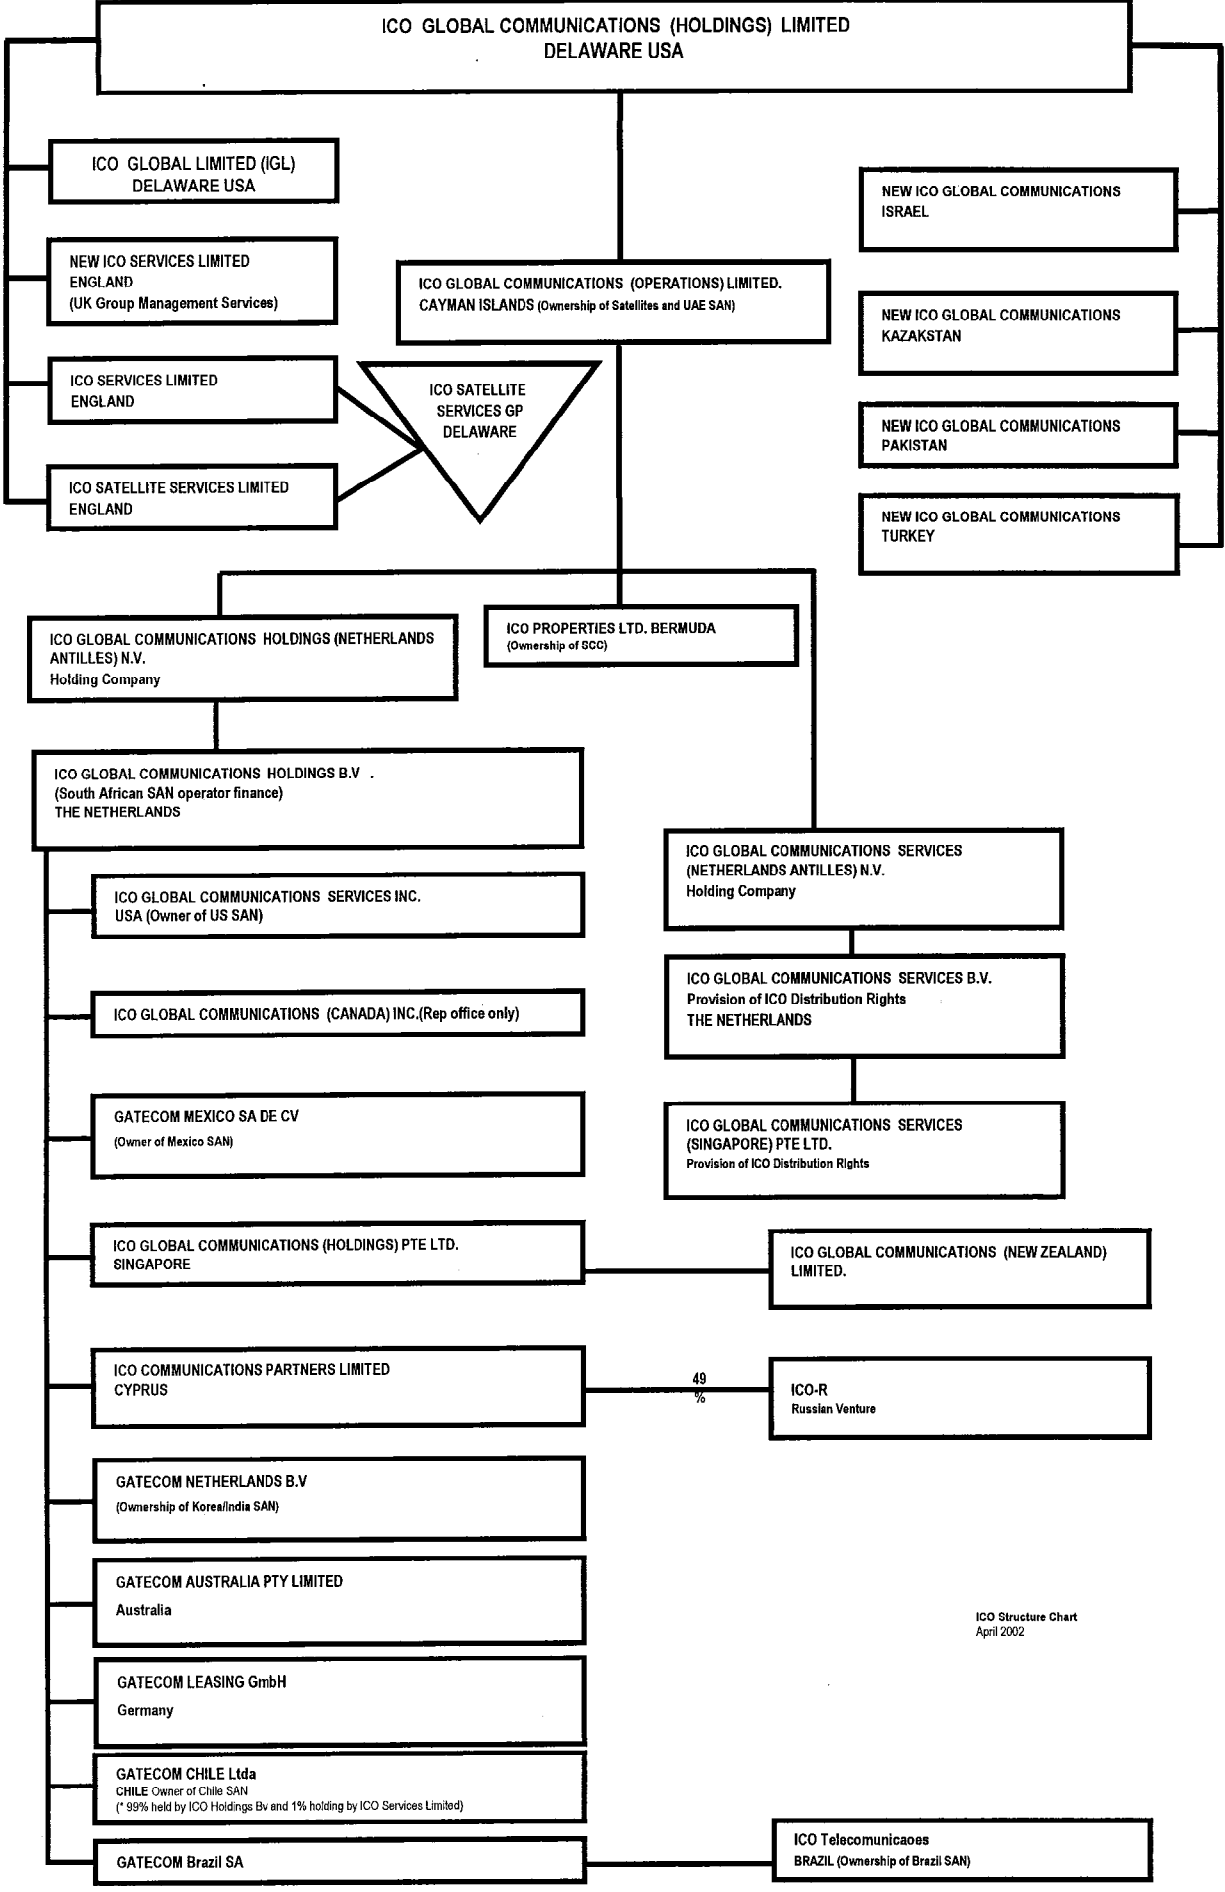 ICO GLOBAL COMMUNICATIONS (HOLDINGS) LIMITED
DELAWARE USA
ICO GLOBAL LIMITED (IGL)
DELAWARE USA
NEW ICO SERVICES LIMITED
ENGLAND
(UK Group Management Services)
ICO SERVICES LIMITED
ENGLAND
ICO SATELLITE SERVICES LIMITED
ENGLAND
ICO GLOBAL COMMUNICATIONS (OPERATIONS) LIMITED.
CAYMAN ISLANDS (Ownership of Satellites and UAE SAN)
ICO SATELLITE
SERVICES GP
DELAWARE
NEW ICO GLOBAL COMMUNICATIONS
ISRAEL
NEW ICO GLOBAL COMMUNICATIONS
KAZAKSTAN
NEW ICO GLOBAL COMMUNICATIONS
PAKISTAN
NEW ICO GLOBAL COMMUNICATIONS
TURKEY
ICO GLOBAL COMMUNICATIONS HOLDINGS (NETHERLANDS
ANTILLES) N.V.
Holding Company
ICO PROPERTIES LTD. BERMUDA
(Ownership of SCC)
ICO GLOBAL COMMUNICATIONS HOLDINGS B.V .
(South African SAN operator finance)
THE NETHERLANDS
ICO GLOBAL COMMUNICATIONS SERVICES INC.
USA (Owner of US SAN)
ICO GLOBAL COMMUNICATIONS (CANADA) INC.(Rep office only)
GATECOM MEXICO SA DE CV
(Owner of Mexico SAN)
ICO GLOBAL COMMUNICATIONS (HOLDINGS) PTE LTD.
SINGAPORE
ICO COMMUNICATIONS PARTNERS LIMITED
CYPRUS
GATECOM NETHERLANDS B.V
(Ownership of Korea/India SAN)
GATECOM AUSTRALIA PTY LIMITED
Australia
GATECOM LEASING GmbH
Germany
GATECOM CHILE Ltda
CHILE Owner of Chile SAN
(* 99% held by ICO Holdings Bv and 1% holding by ICO Services Limited)
GATECOM Brazil SA
ICO GLOBAL COMMUNICATIONS SERVICES
(NETHERLANDS ANTILLES) N.V.
Holding Company
ICO GLOBAL COMMUNICATIONS SERVICES B.V.
Provision of ICO Distribution Rights
THE NETHERLANDS
ICO GLOBAL COMMUNICATIONS SERVICES
(SINGAPORE) PTE LTD.
Provision of ICO Distribution Rights
ICO GLOBAL COMMUNICATIONS (NEW ZEALAND)
LIMITED.
49
%
ICO-R
Russian Venture
ICO Structure Chart
April 2002
ICO Telecomunicaoes
BRAZIL (Ownership of Brazil SAN)